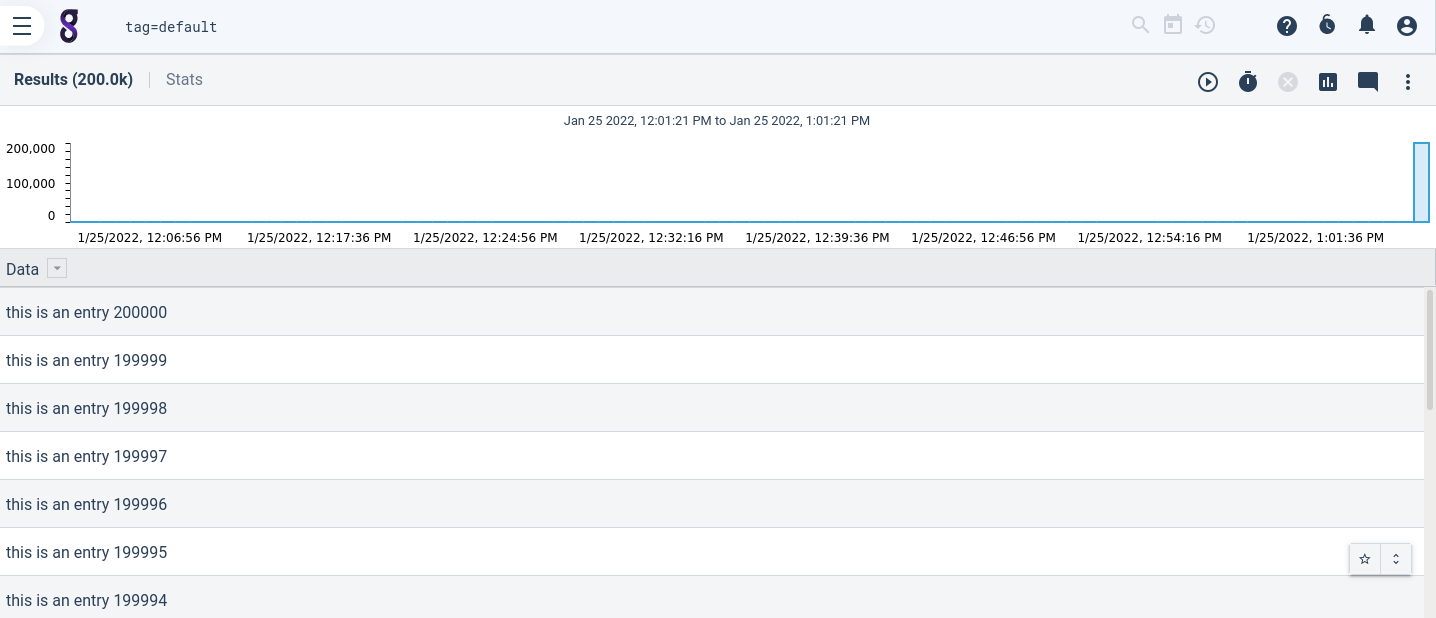 tag=default
Results (200.0k) Stats
Jan 25 2022, 12:01:21 PM to Jan 25 2022, 1:01:21 PM
200,000
100,000
0
1/25/2022, 12:06:56 PM 1/25/2022, 12:17:36 PM 1/25/2022, 12:24:56 PM 1/25/2022, 12:32:16 PM 1/25/2022, 12:39:36 PM 1/25/2022, 12:46:56 PM 1/25/2022, 12:54:16 PM 1/25/2022, 1:01:36 PM
Data
this is an entry 200000
this is an entry 199999
this is an entry 199998
this is an entry 199997
this is an entry 199996
this is an entry 199995
this is an entry 199994